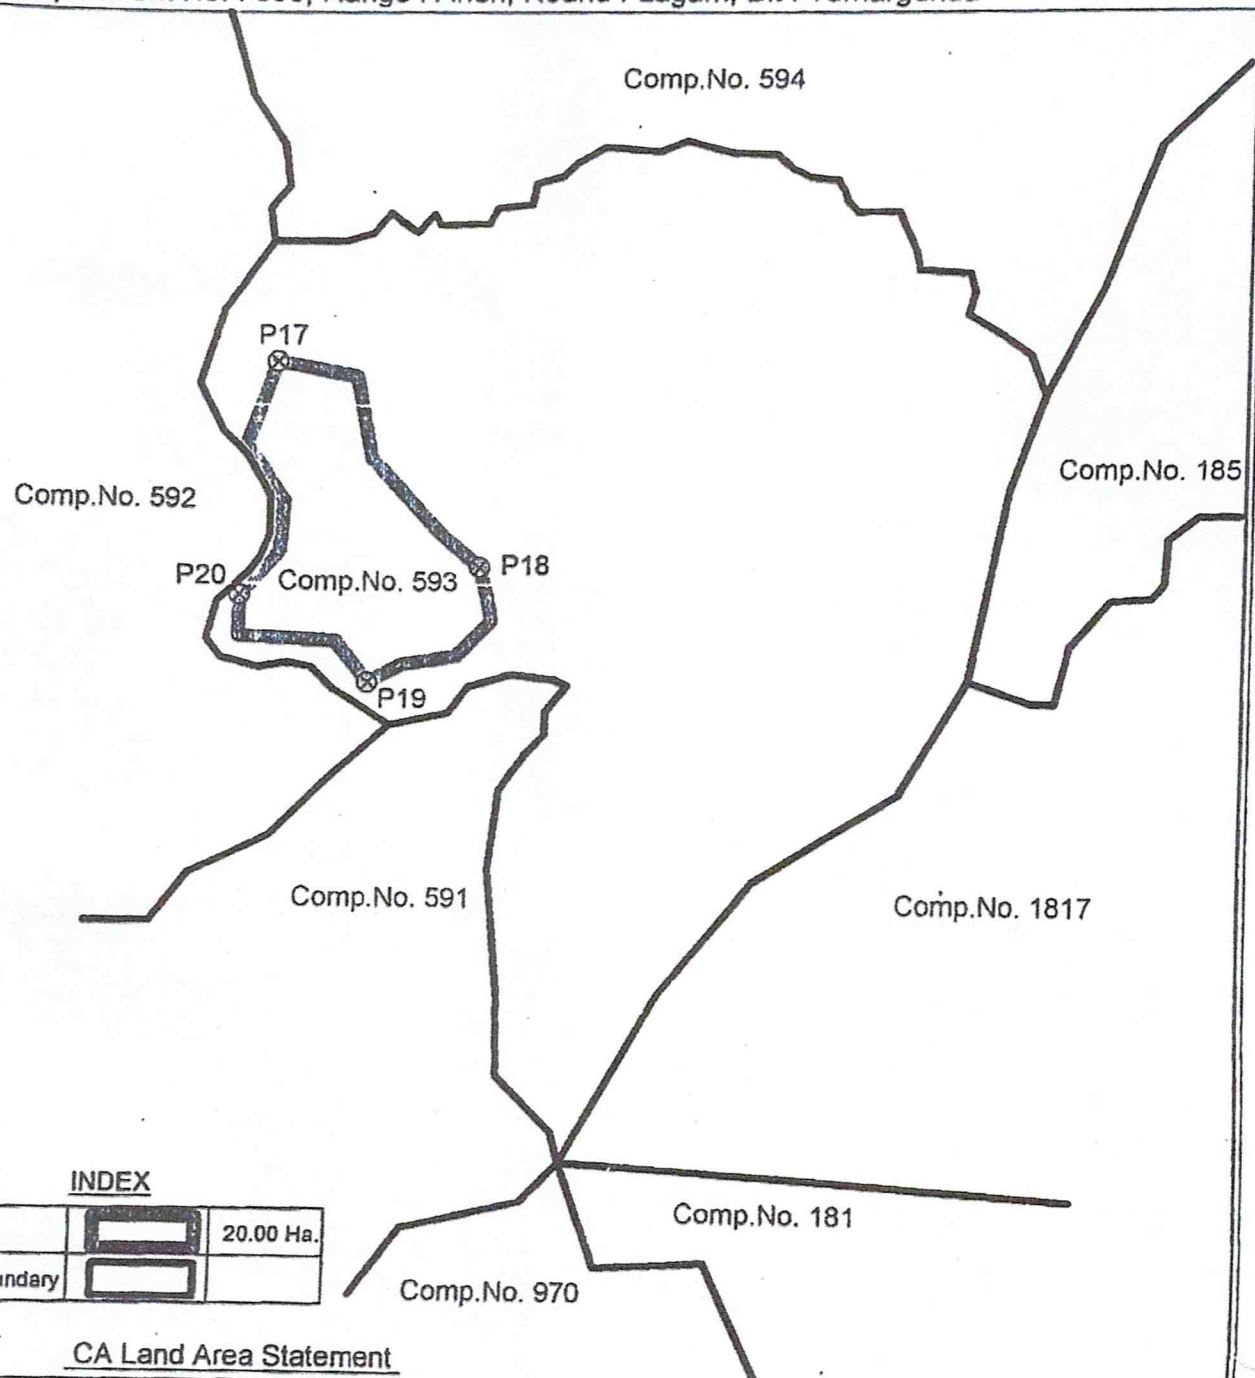 Comp.No. 594
P17
Comp.No. 185
Comp.No. 592
P18
P20
Comp.No. 593
P19
Comp.No. 591
Comp.No. 1817
INDEX
20.00 Ha.
Comp.No. 181
Comp.No. 970
CA Land Area Statement